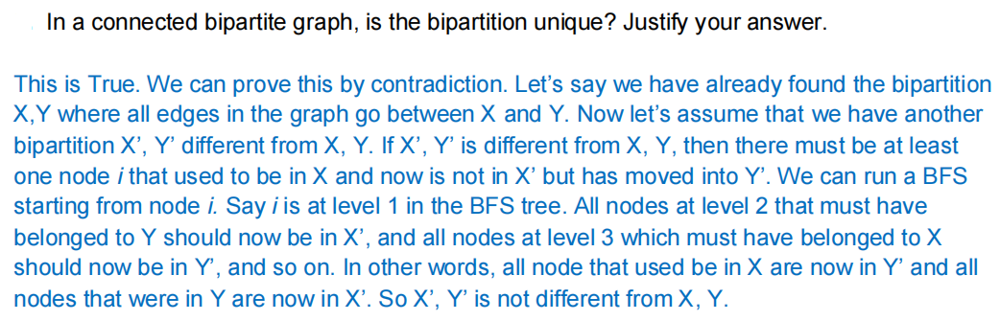 In a connected bipartite graph, is the bipartition unique? Justify your answer.
This is True. We can prove this by contradiction. Let’s say we have already found the bipartition
X,Y where all edges in the graph go between X and Y. Now let’s assume that we have another
bipartition X’, Y’ different from X, Y. If X’, Y’ is different from X, Y, then there must be at least
one node i that used to be in X and now is not in X’ but has moved into Y’. We can run a BFS
starting from node i. Say i is at level 1 in the BFS tree. All nodes at level 2 that must have
belonged to Y should now be in X’, and all nodes at level 3 which must have belonged to X
should now be in Y’, and so on. In other words, all node that used be in X are now in Y’ and all
nodes that were in Y are now in X’. So X’, Y’ is not different from X, Y.